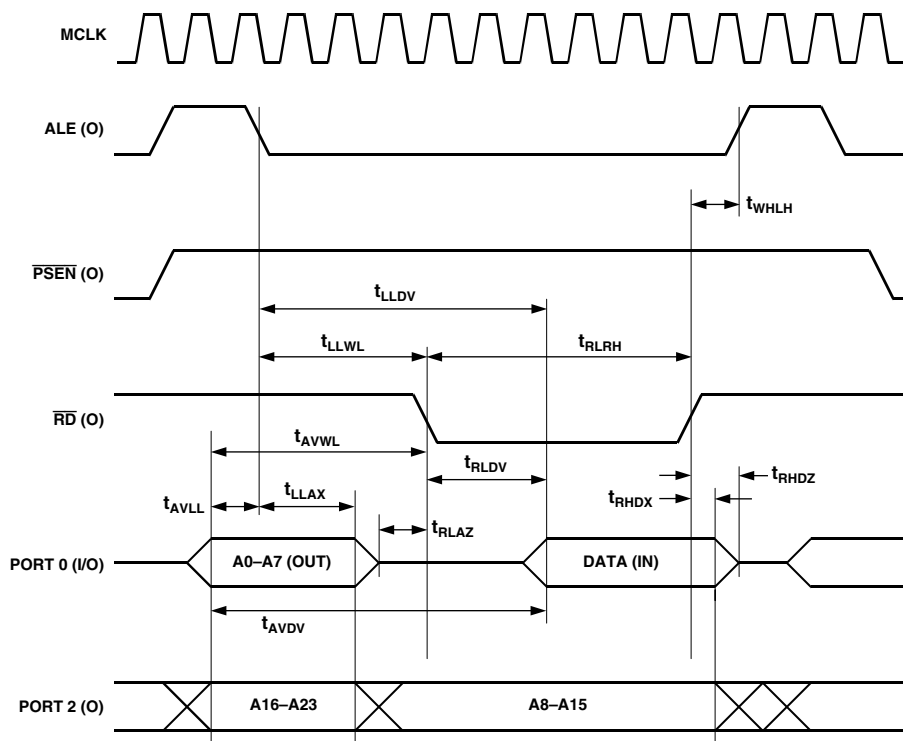 MCLK
ALE (O)
tWHLH
PSEN (O)
tLLDV
tLLWL
tRLRH
RD (O)
tAVWL
tRLDV
tRHDZ
tAVLL
tLLAX
tRHDX
tRLAZ
PORT 0 (I/O)
A0–A7 (OUT)
DATA (IN)
tAVDV
PORT 2 (O)
A16–A23
A8–A15